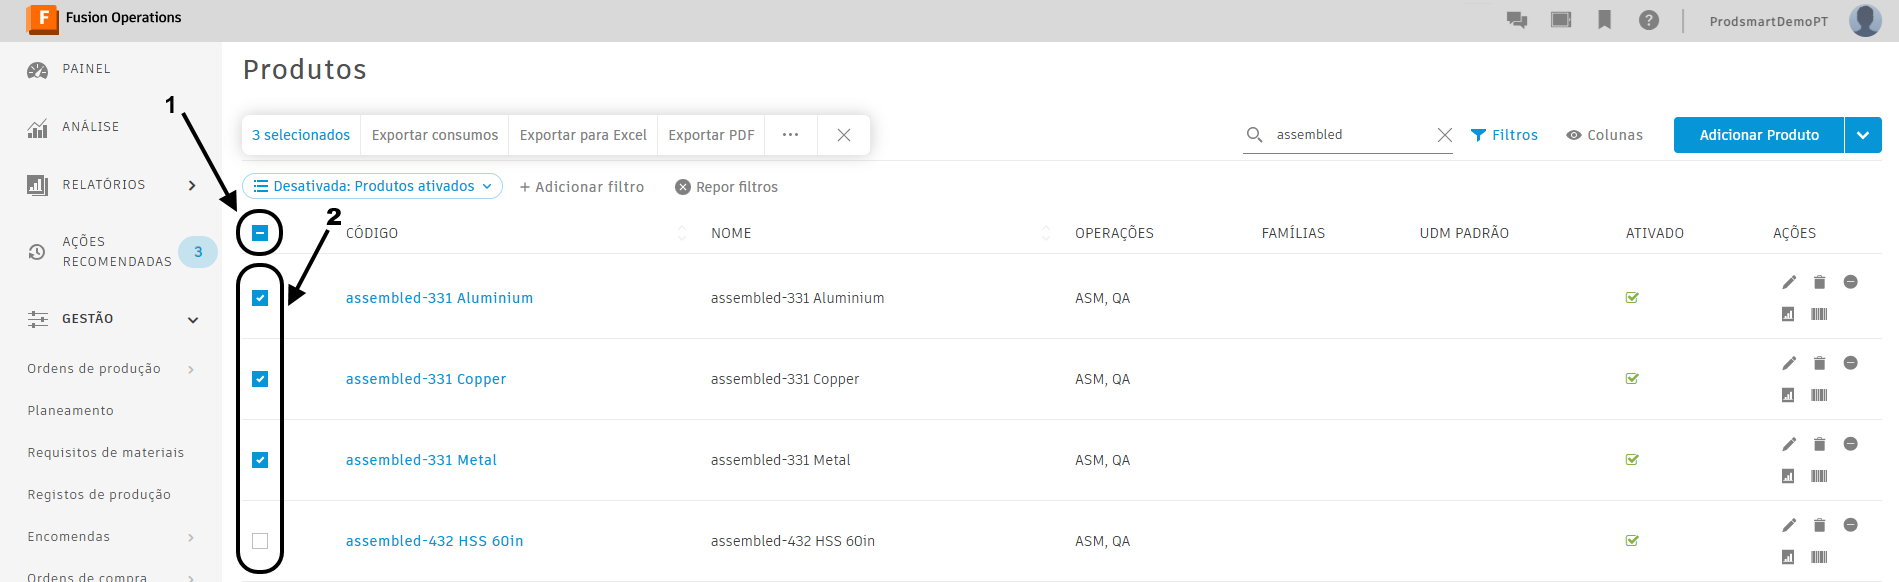 F Fusion Operations
ProdsmartDemoPT
PAINEL
ANÁLISE
RELATÓRIOS
AÇÕES
RECOMENDADAS
3
GESTÃO
Ordens de produção
Planeamento
Requisitos de materiais
Registos de produção
Encomendas
Ordens de compra
Produtos
1
3 selecionados Exportar consumos Exportar para Excel Exportar PDF ...
assembled Filtros Colunas Adicionar Produto
Desativada: Produtos ativados + Adicionar filtro Repor filtros
2
CÓDIGO NOME OPERAÇÕES FAMÍLIAS UDM PADRÃO ATIVADO AÇÕES
assembled-331 Aluminium assembled-331 Aluminium ASM, QA
assembled-331 Copper assembled-331 Copper ASM, QA
assembled-331 Metal assembled-331 Metal ASM, QA
assembled-432 HSS 60in assembled-432 HSS 60in ASM, QA